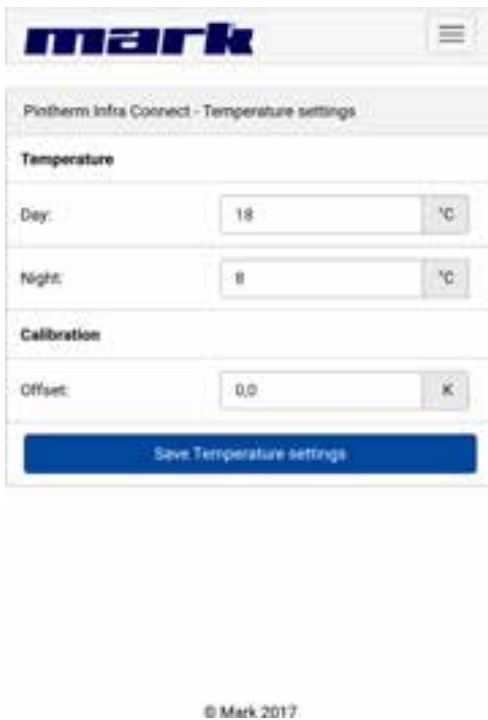 mark
Pintherm Infra Connect - Temperature settings
Temperature
Day: 18 °C
Night: 8 °C
Calibration
Offset: 0,0 K
Save Temperature settings
© Mark 2017